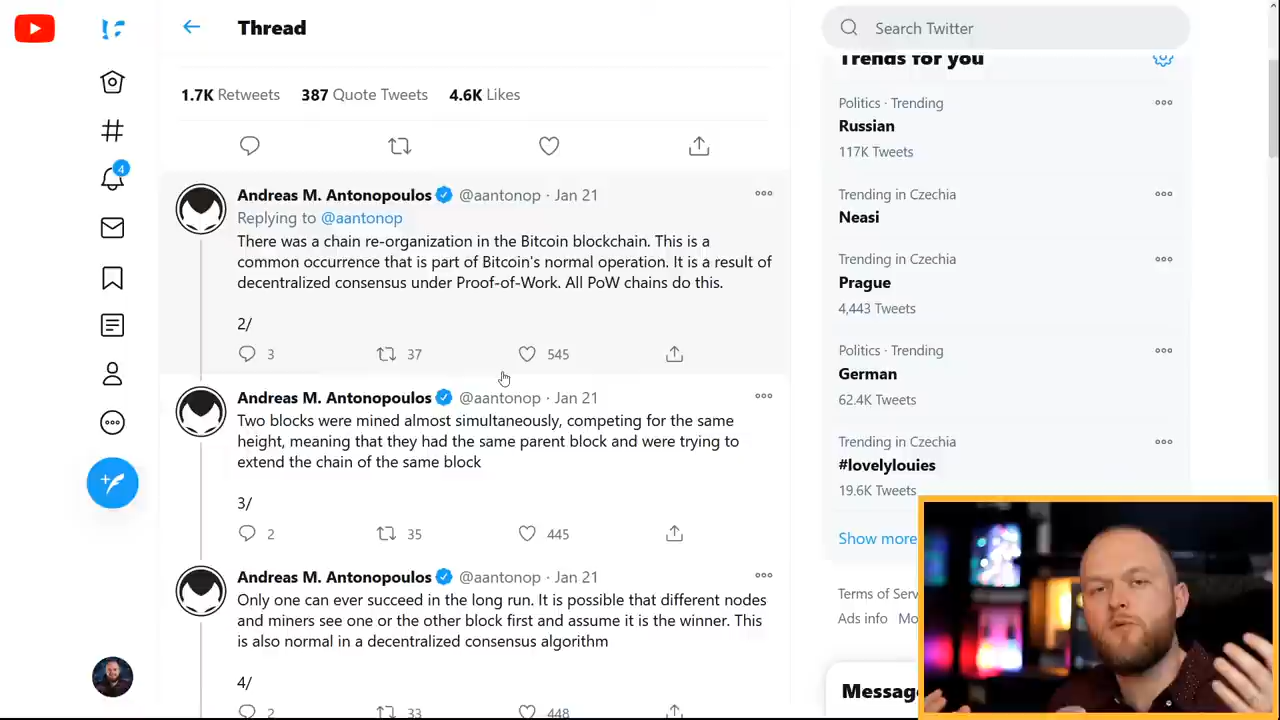 Thread
1.7K Retweets 387 Quote Tweets 4.6K Likes
Andreas M. Antonopoulos @aantonop · Jan 21
Replying to @aantonop
There was a chain re-organization in the Bitcoin blockchain. This is a
common occurrence that is part of Bitcoin's normal operation. It is a result of
decentralized consensus under Proof-of-Work. All PoW chains do this.
2/
3 37 545
Andreas M. Antonopoulos @aantonop · Jan 21
Two blocks were mined almost simultaneously, competing for the same
height, meaning that they had the same parent block and were trying to
extend the chain of the same block
3/
2 35 445
Andreas M. Antonopoulos @aantonop · Jan 21
Only one can ever succeed in the long run. It is possible that different nodes
and miners see one or the other block first and assume it is the winner. This
is also normal in a decentralized consensus algorithm
4/
2 33 448
4
Search Twitter
Trends for you
Politics · Trending
Russian
117K Tweets
Trending in Czechia
Neasi
Trending in Czechia
Prague
4,443 Tweets
Politics · Trending
German
62.4K Tweets
Trending in Czechia
#lovelylouies
19.6K Tweets
Show more
Terms of Serv
Ads info Mo
Message